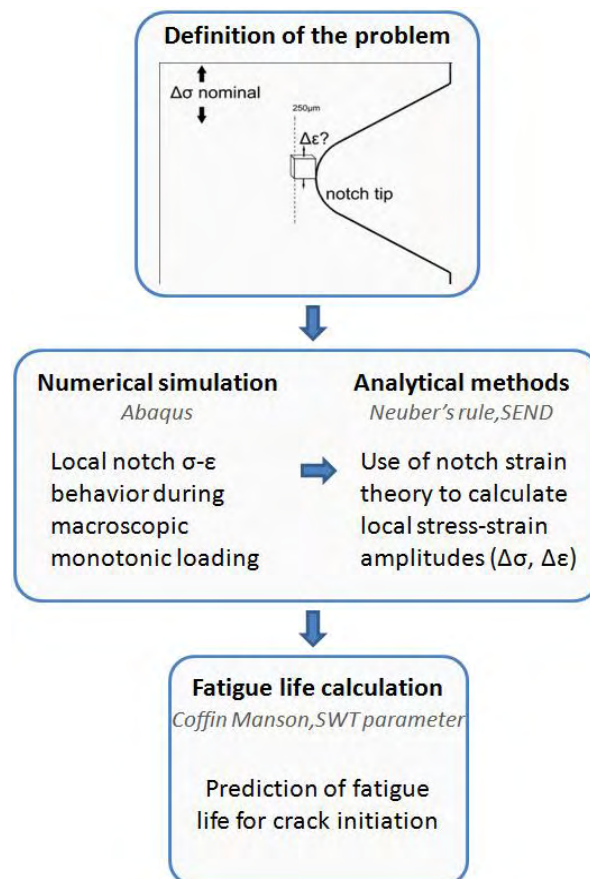 Definition of the problem
Δσ nominal
250μm
Δε?
notch tip
Numerical simulation
Abaqus
Local notch σ-ε
behavior during
macroscopic
monotonic loading
Analytical methods
Neuber's rule,SEND
Use of notch strain
theory to calculate
local stress-strain
amplitudes (Δσ, Δε)
Fatigue life calculation
Coffin Manson,SWT parameter
Prediction of fatigue
life for crack initiation